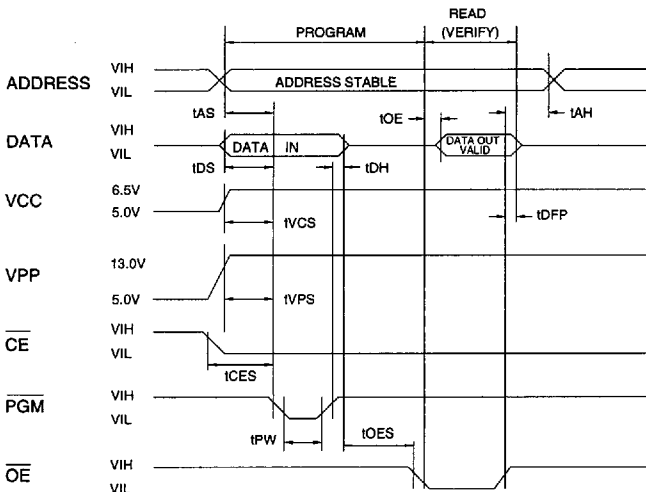 READ
PROGRAM (VERIFY)
ADDRESS VIH VIL ADDRESS STABLE
tAS tOE tAH
DATA VIH VIL DATA IN DATA OUT VALID
tDS tDH
VCC 6.5V 5.0V tVCS tDFP
VPP 13.0V 5.0V tVPS
CE VIH VIL
tCES
PGM VIH VIL
tPW tOES
OE VIH VIL